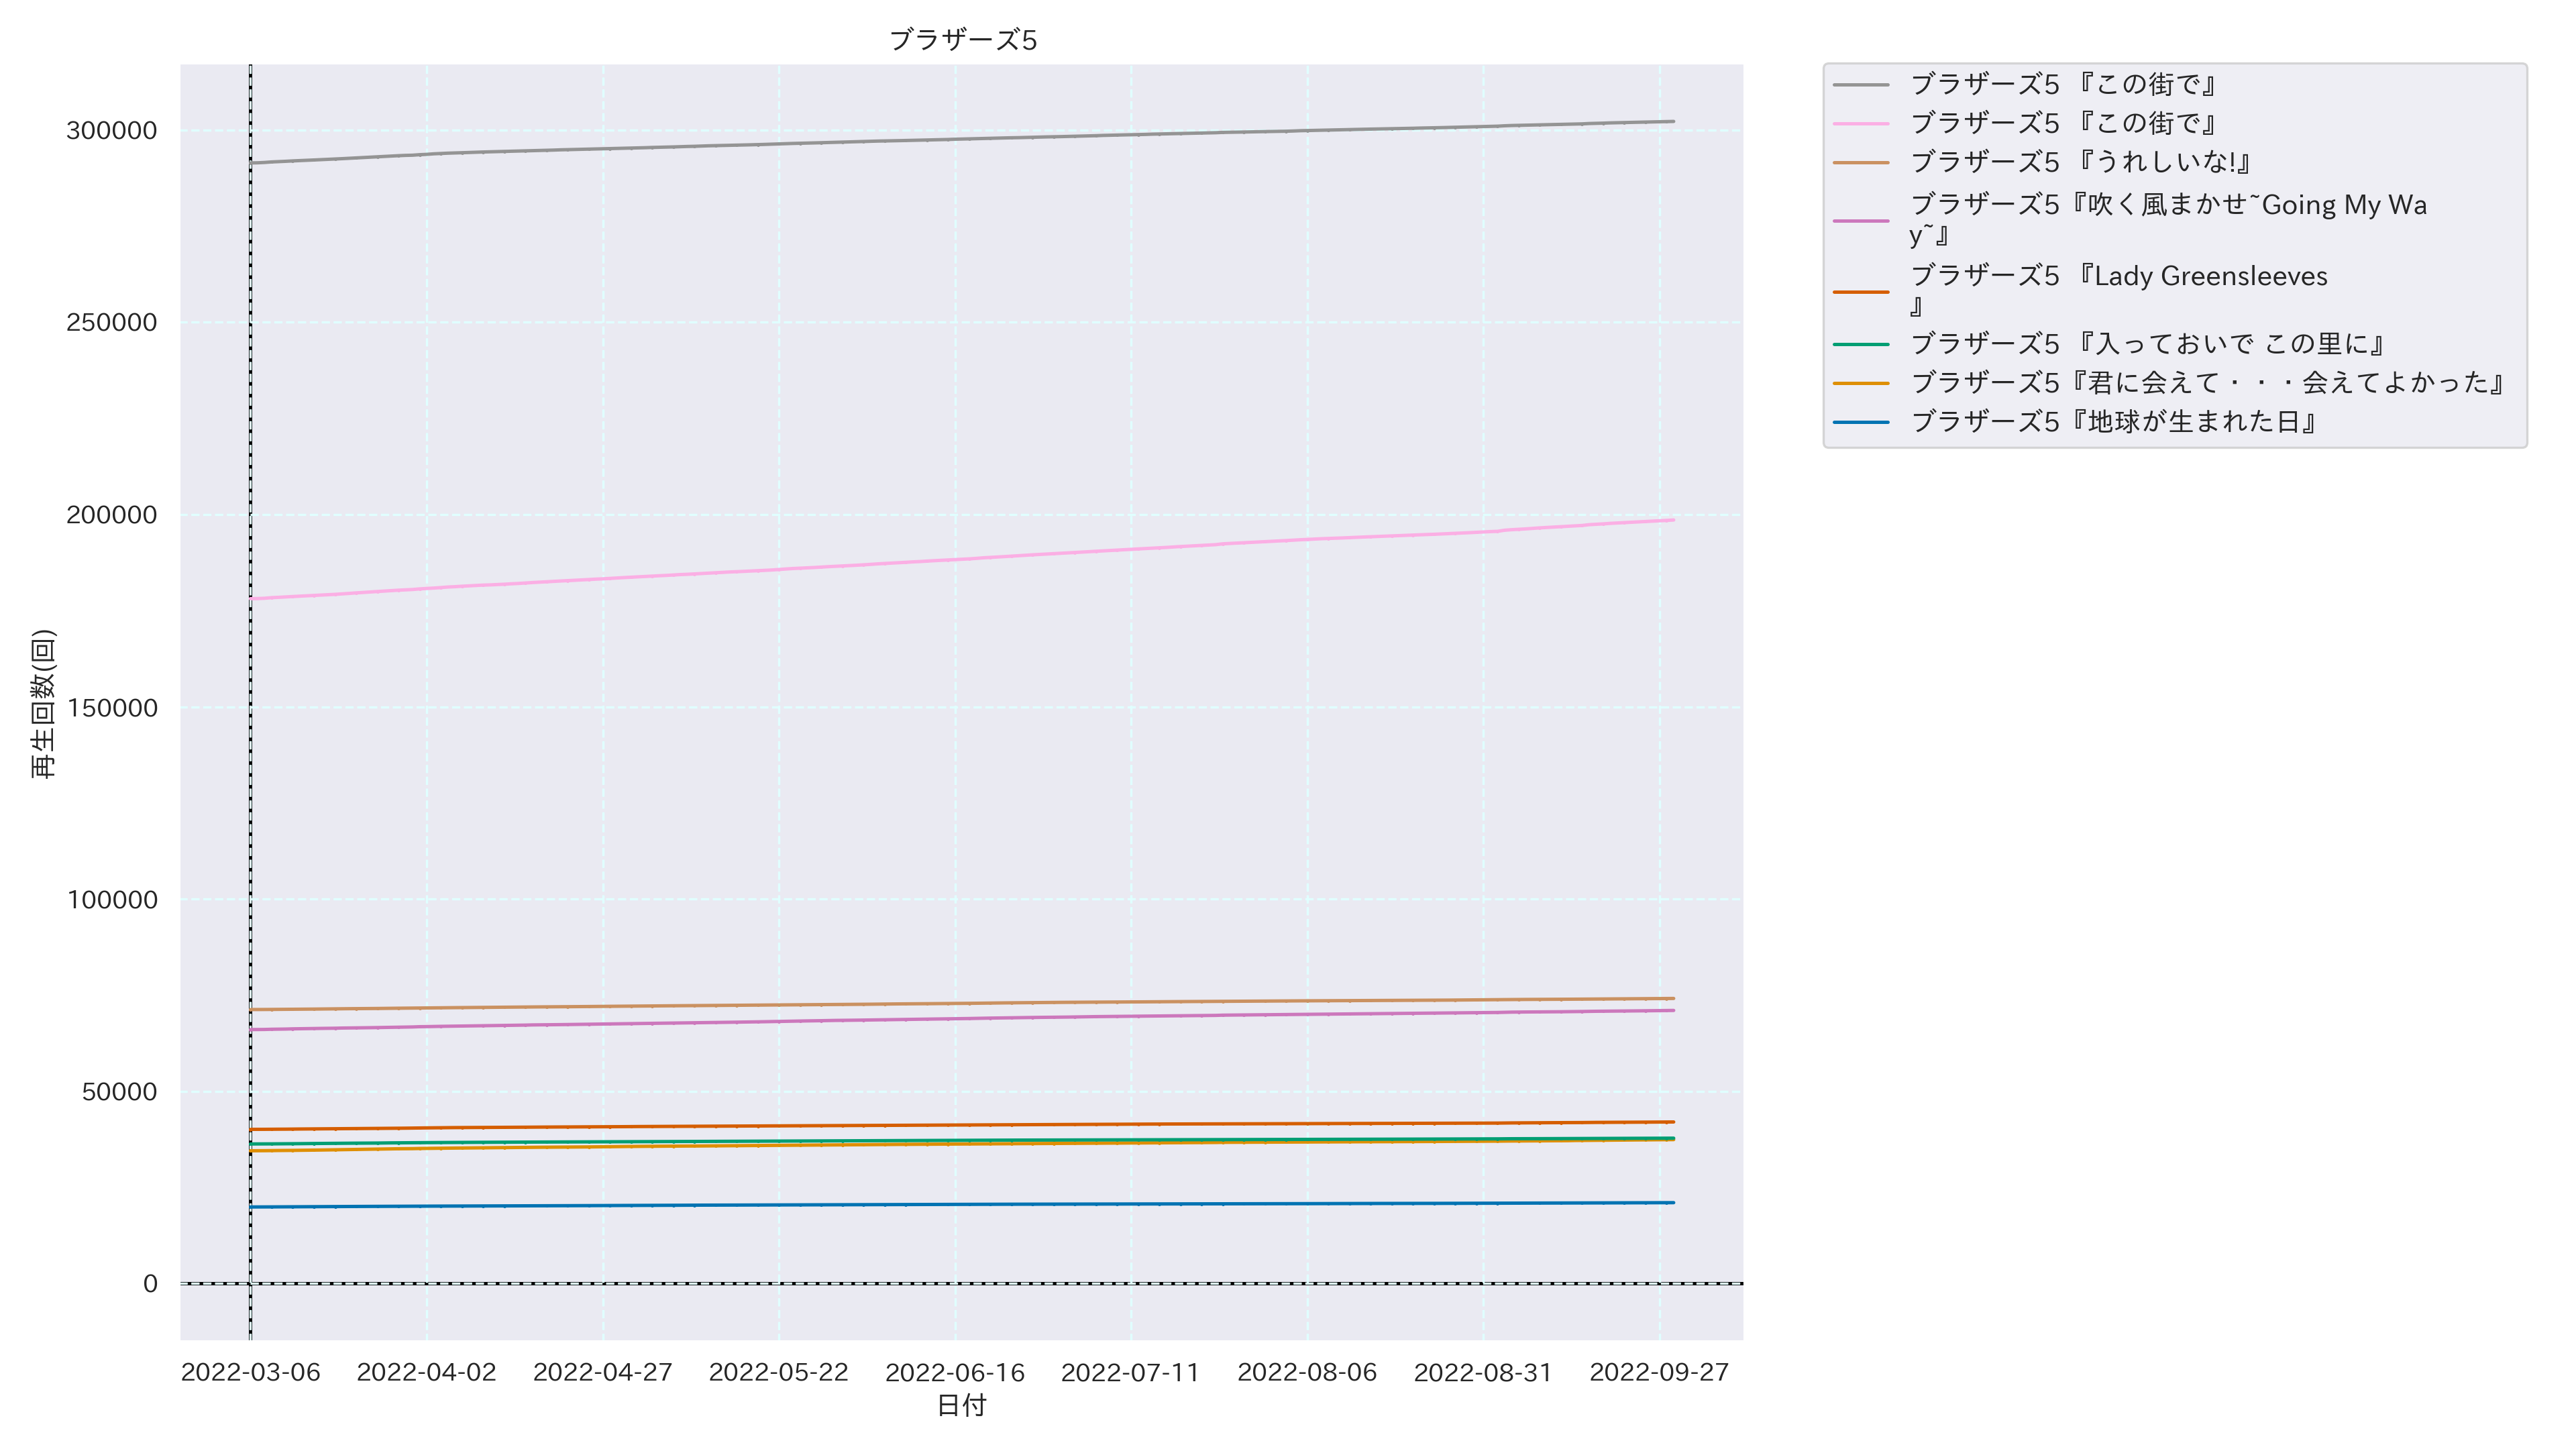 ブラザーズ5
300000
250000
200000
150000
100000
50000
0
再生回数(回)
2022-03-06 2022-04-02 2022-04-27 2022-05-22 2022-06-16 2022-07-11 2022-08-06 2022-08-31 2022-09-27
日付
ブラザーズ5 『この街で』
ブラザーズ5 『この街で』
ブラザーズ5 『うれしいな!』
ブラザーズ5『吹く風まかせ~Going My Wa
y~』
ブラザーズ5 『Lady Greensleeves
』
ブラザーズ5 『入っておいで この里に』
ブラザーズ5『君に会えて・・・会えてよかった』
ブラザーズ5『地球が生まれた日』